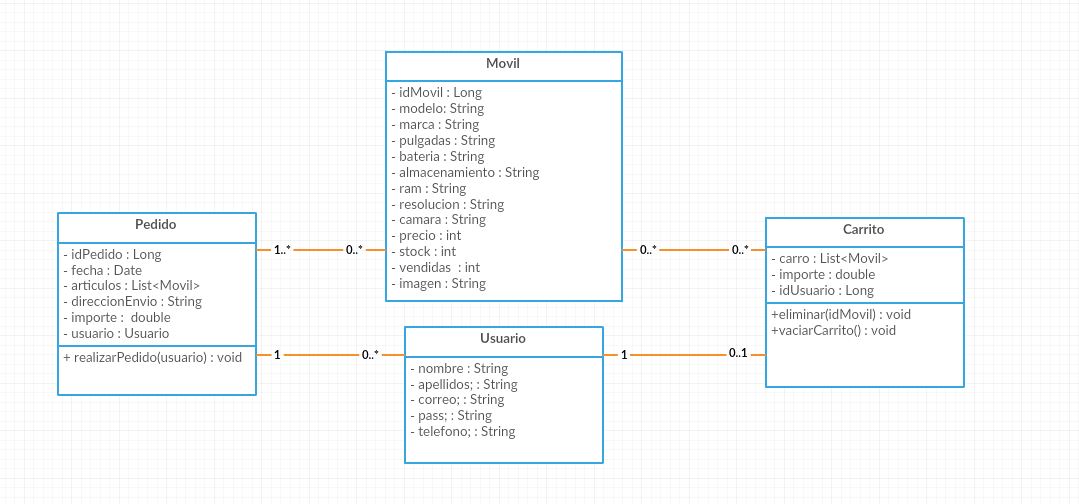 Movil
- idMovil : Long
- modelo: String
- marca : String
- pulgadas : String
- bateria : String
- almacenamiento : String
- ram : String
- resolucion : String
- camara : String
- precio : int
- stock : int
- vendidas : int
- imagen : String
Pedido
- idPedido : Long
- fecha : Date
- articulos : List<Movil>
- direccionEnvio : String
- importe : double
- usuario : Usuario
+ realizarPedido(usuario) : void
1..*
0..*
0..*
0..*
Carrito
- carro : List<Movil>
- importe : double
- idUsuario : Long
+eliminar(idMovil) : void
+vaciarCarrito() : void
1
0..*
Usuario
- nombre : String
- apellidos; : String
- correo; : String
- pass; : String
- telefono; : String
1
0..1